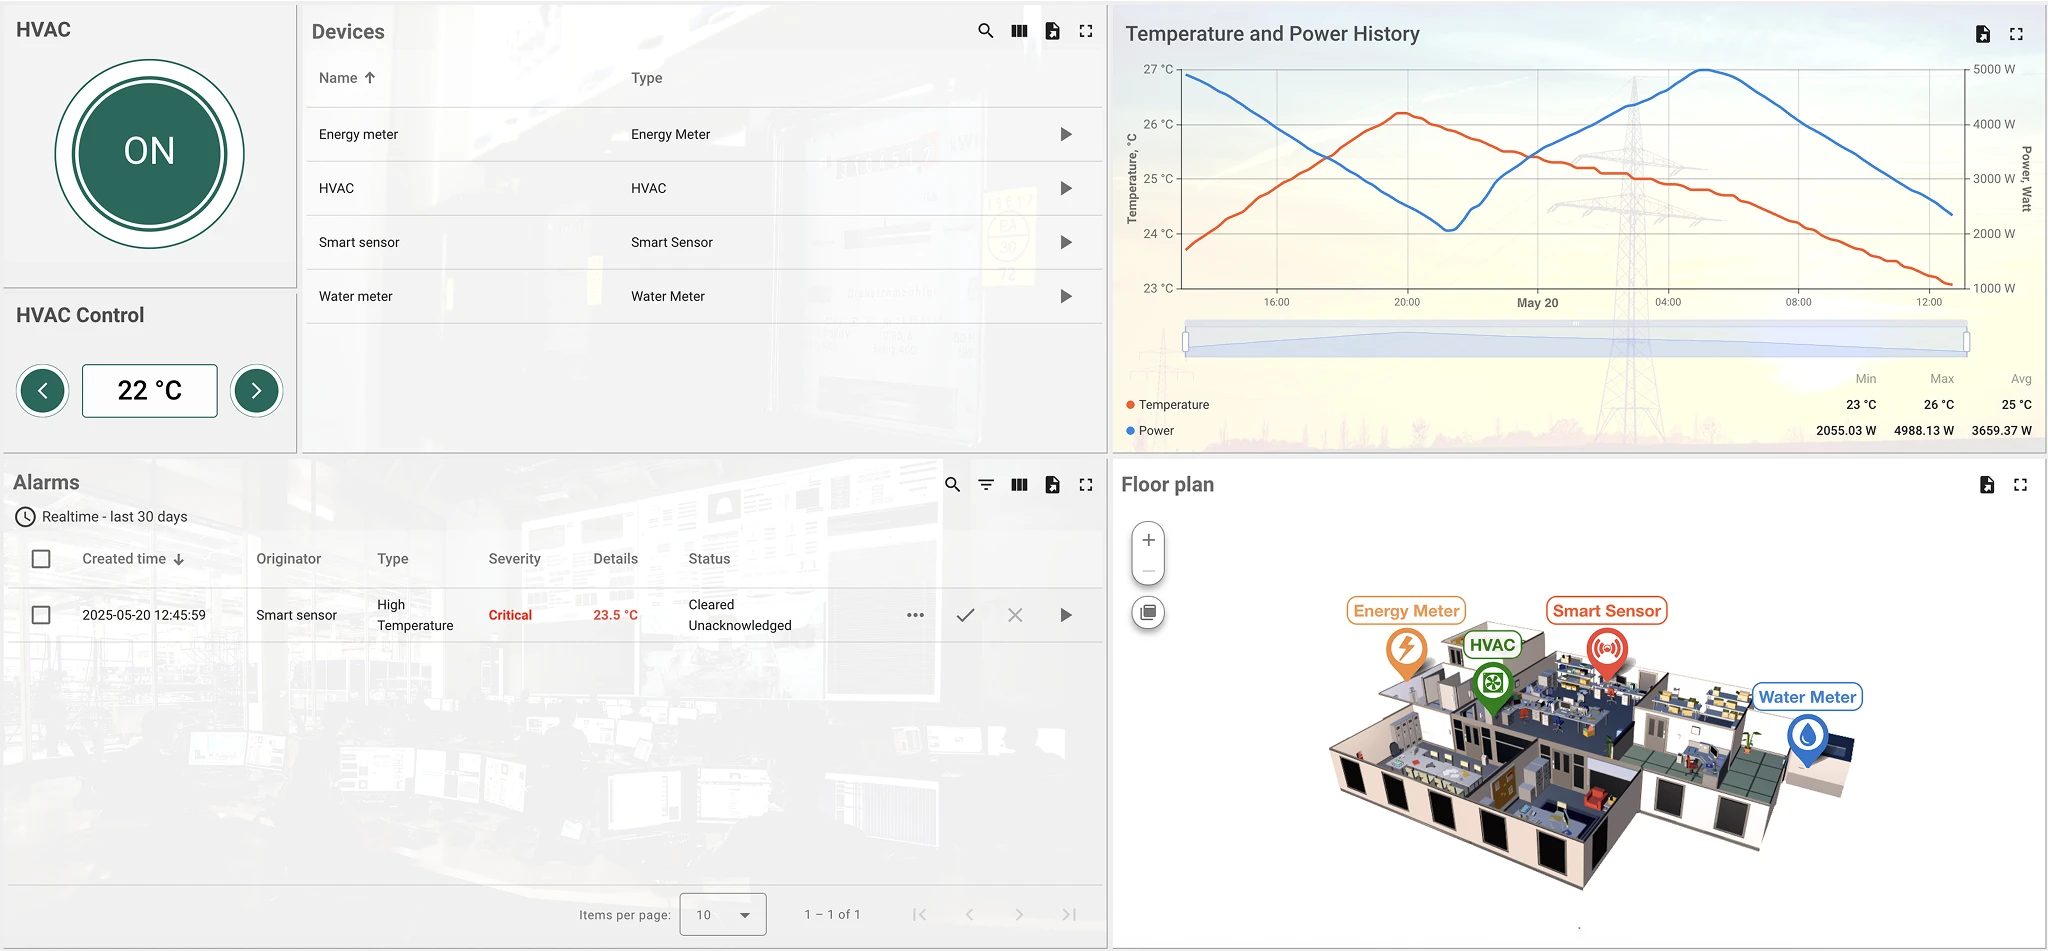 HVAC
ON
HVAC Control
22 °C
Devices
Name Type
Energy meter Energy Meter
HVAC HVAC
Smart sensor Smart Sensor
Water meter Water Meter
Temperature and Power History
27 °C 5000 W
26 °C 4000 W
25 °C 3000 W
24 °C 2000 W
23 °C 1000 W
Temperature, °C
Power, Watt
16:00 20:00 May 20 04:00 08:00 12:00
Min Max Avg
Temperature 23 °C 26 °C 25 °C
Power 2055.03 W 4988.13 W 3659.37 W
Alarms
Realtime - last 30 days
Created time Originator Type Severity Details Status
2025-05-20 12:45:59 Smart sensor High Temperature Critical 23.5 °C Cleared Unacknowledged
Items per page: 10 1 – 1 of 1
Floor plan
Energy Meter
Smart Sensor
HVAC
Water Meter